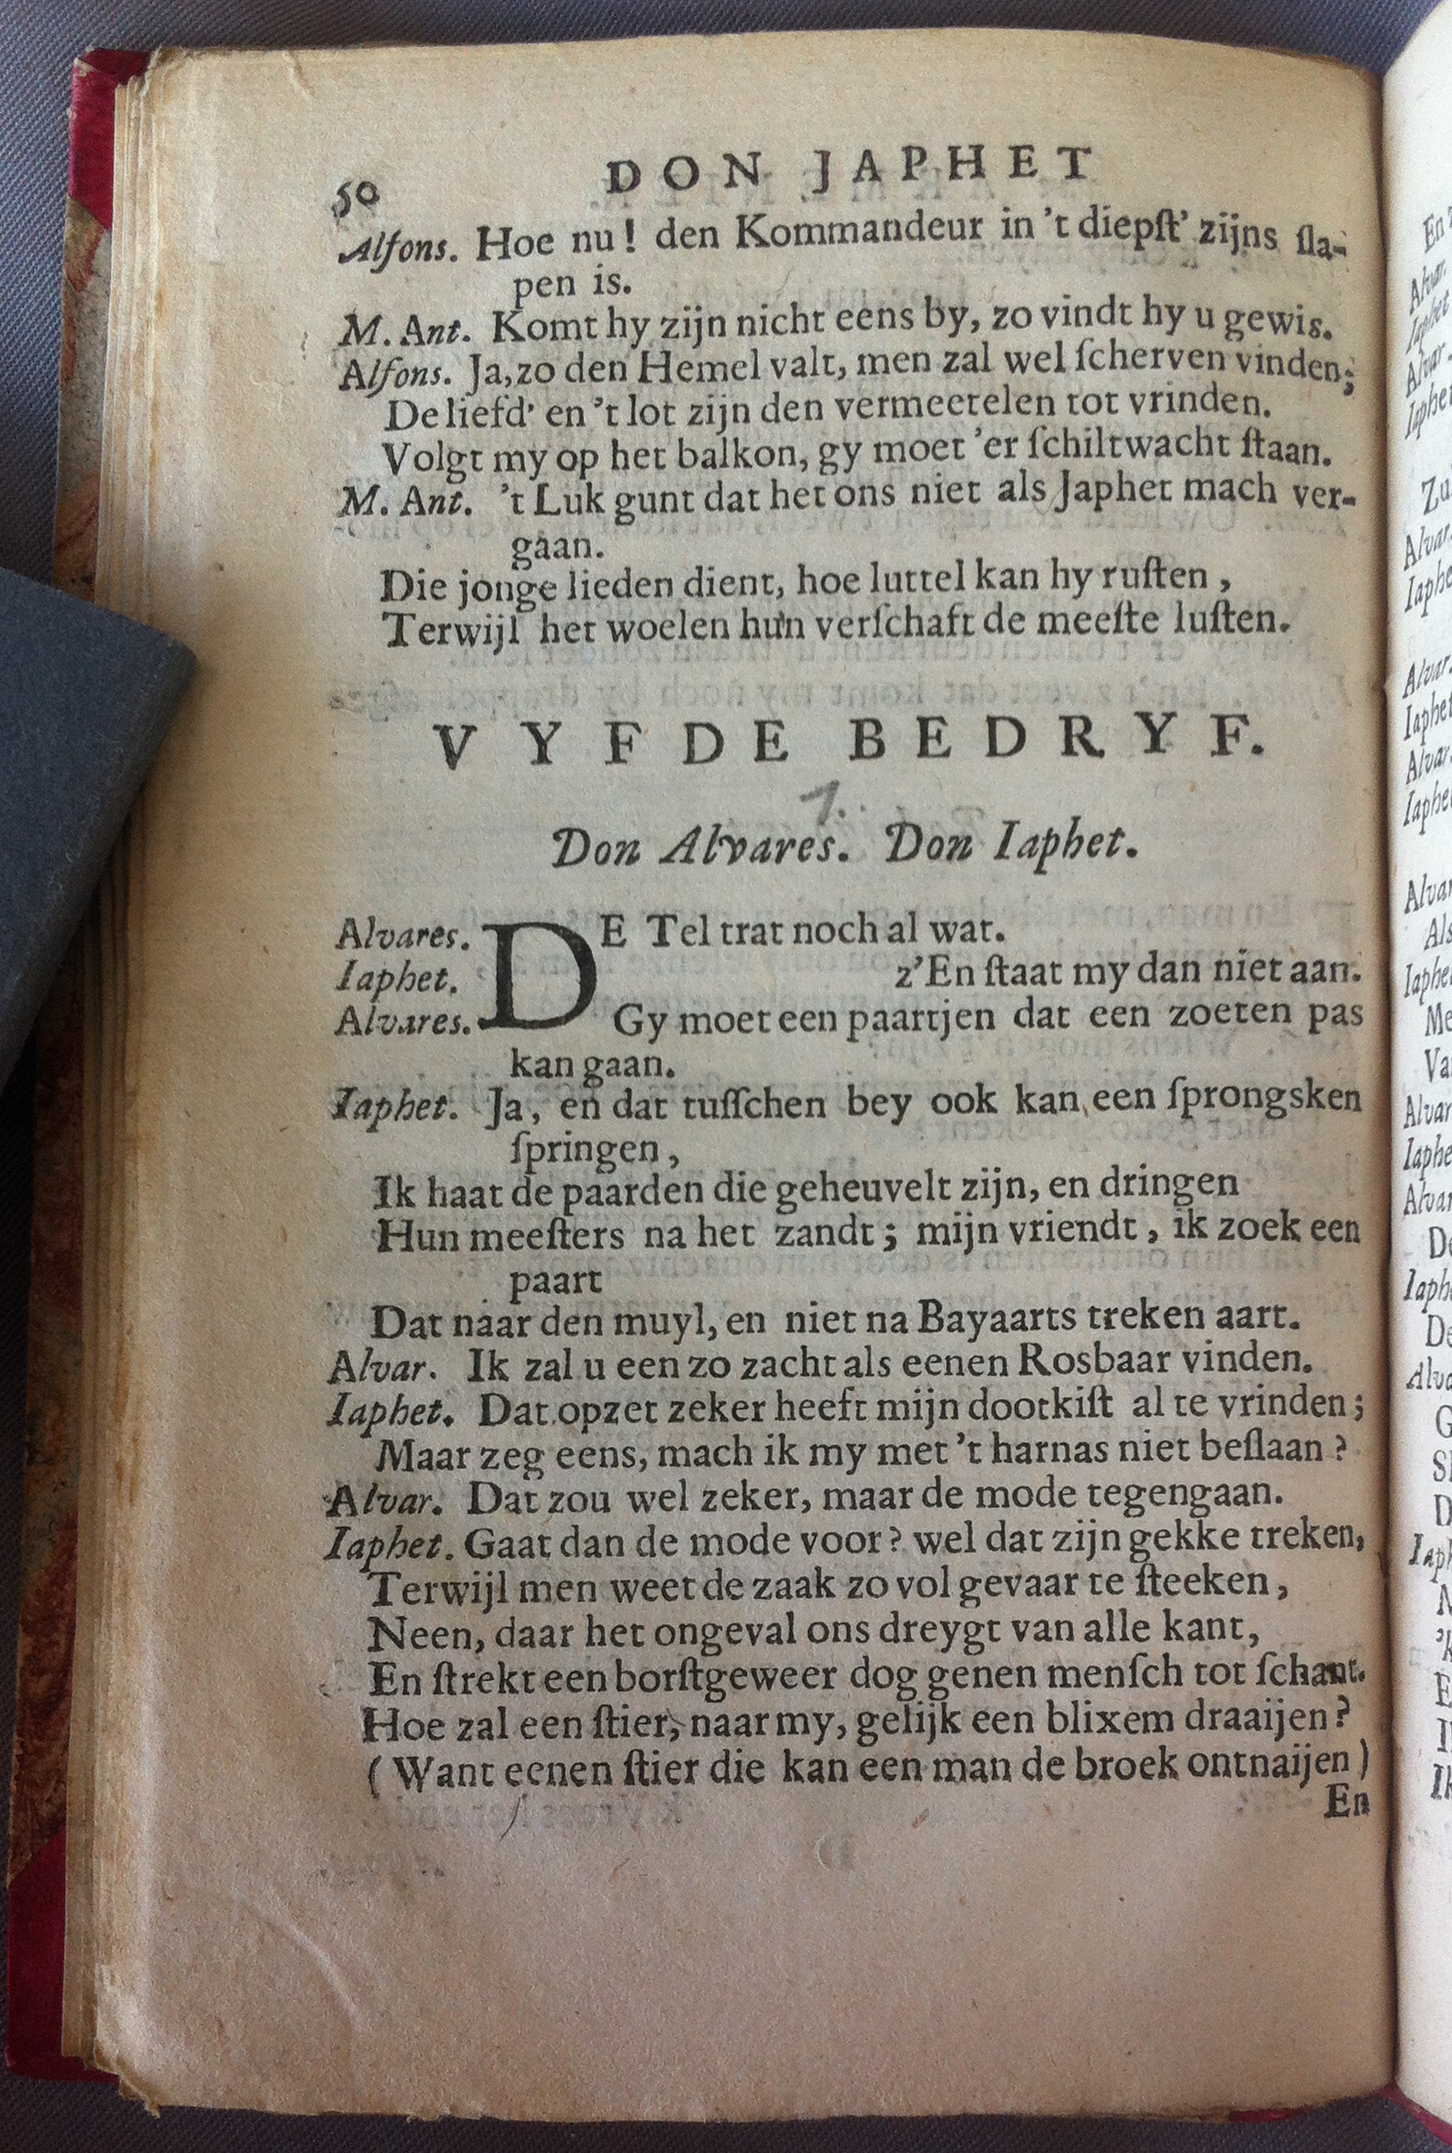 50 DON JAPHET
Alfons. Hoe nu! den Kommandeur in 't diepſt' zijns ſla-
pen is.
M. Ant. Komt hy zijn nicht eens by, zo vindt hy u gewis.
Alfons. Ja, zo den Hemel valt, men zal wel ſcherven vinden;
De liefd' en 't lot zijn den vermeetelen tot vrinden.
Volgt my op het balkon, gy moet 'er ſchiltwacht ſtaan.
M. Ant. 't Luk gunt dat het ons niet als Japhet mach ver-
gaan.
Die jonge lieden dient, hoe luttel kan hy ruſten,
Terwijl het woelen hun verſchaft de meeſte luſten.
VYFDE BEDRYF.
1.
Don Alvares. Don Iaphet.
Alvares. DE Tel trat noch al wat.
Iaphet. z'En ſtaat my dan niet aan.
Alvares. Gy moet een paartjen dat een zoeten pas
kan gaan.
Iaphet. Ja, en dat tuſſchen bey ook kan een ſprongsken
ſpringen,
Ik haat de paarden die geheuvelt zijn, en dringen
Hun meeſters na het zandt; mijn vriendt, ik zoek een
paart
Dat naar den muyl, en niet na Bayaarts treken aart.
Alvar. Ik zal u een zo zacht als eenen Rosbaar vinden.
Iaphet. Dat opzet zeker heeft mijn dootkiſt al te vrinden;
Maar zeg eens, mach ik my met 't harnas niet beſlaan?
Alvar. Dat zou wel zeker, maar de mode tegengaan.
Iaphet. Gaat dan de mode voor? wel dat zijn gekke treken,
Terwijl men weet de zaak zo vol gevaar te ſteeken,
Neen, daar het ongeval ons dreygt van alle kant,
En ſtrekt een borſtgeweer dog genen menſch tot ſchant.
Hoe zal een ſtier, naar my, gelijk een blixem draaijen?
(Want eenen ſtier die kan een man de broek ontnaijen)
En